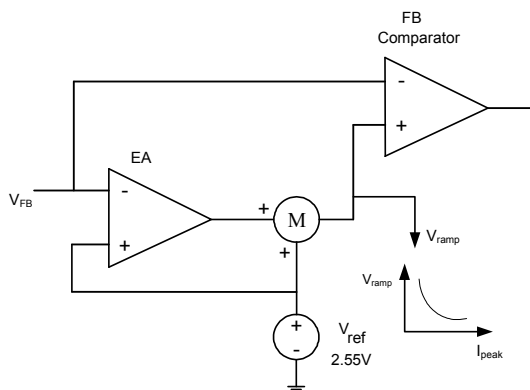 FB
Comparator
-
+
EA
V_FB
-
+
+
M
+
V_ramp
V_ramp
I_peak
+
-
V_ref
2.55V